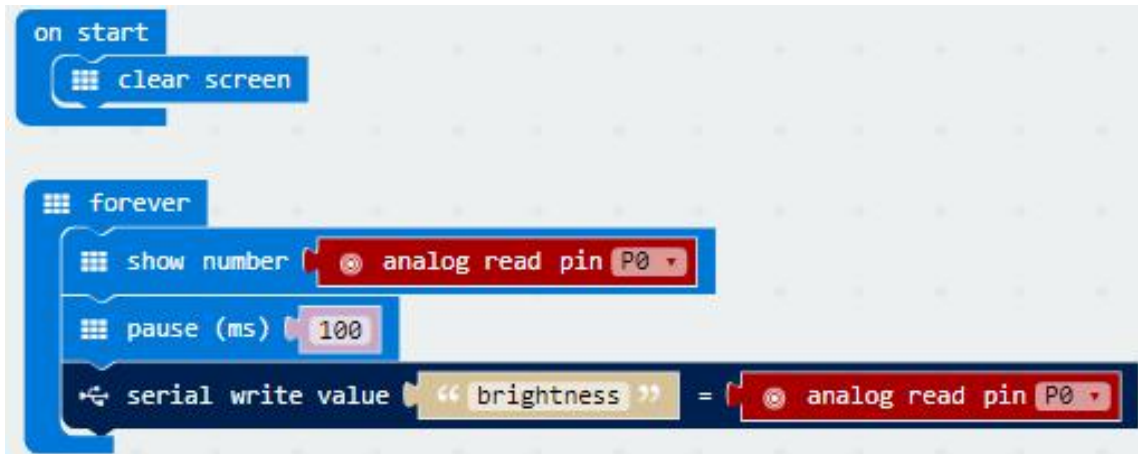 on start
clear screen
forever
show number analog read pin P0
pause (ms) 100
serial write value “ brightness ” = analog read pin P0